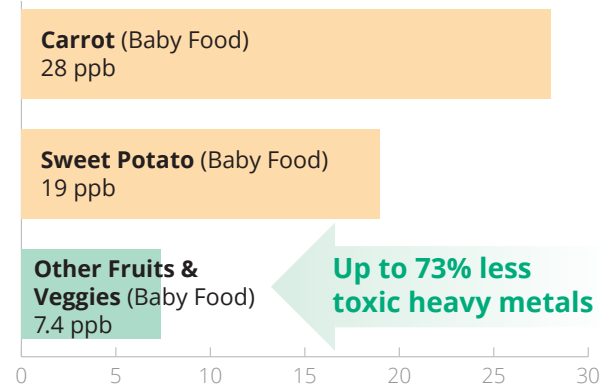 Carrot (Baby Food)
28 ppb
Sweet Potato (Baby Food)
19 ppb
Other Fruits &
Veggies (Baby Food)
7.4 ppb
Up to 73% less
toxic heavy metals
0 5 10 15 20 25 30